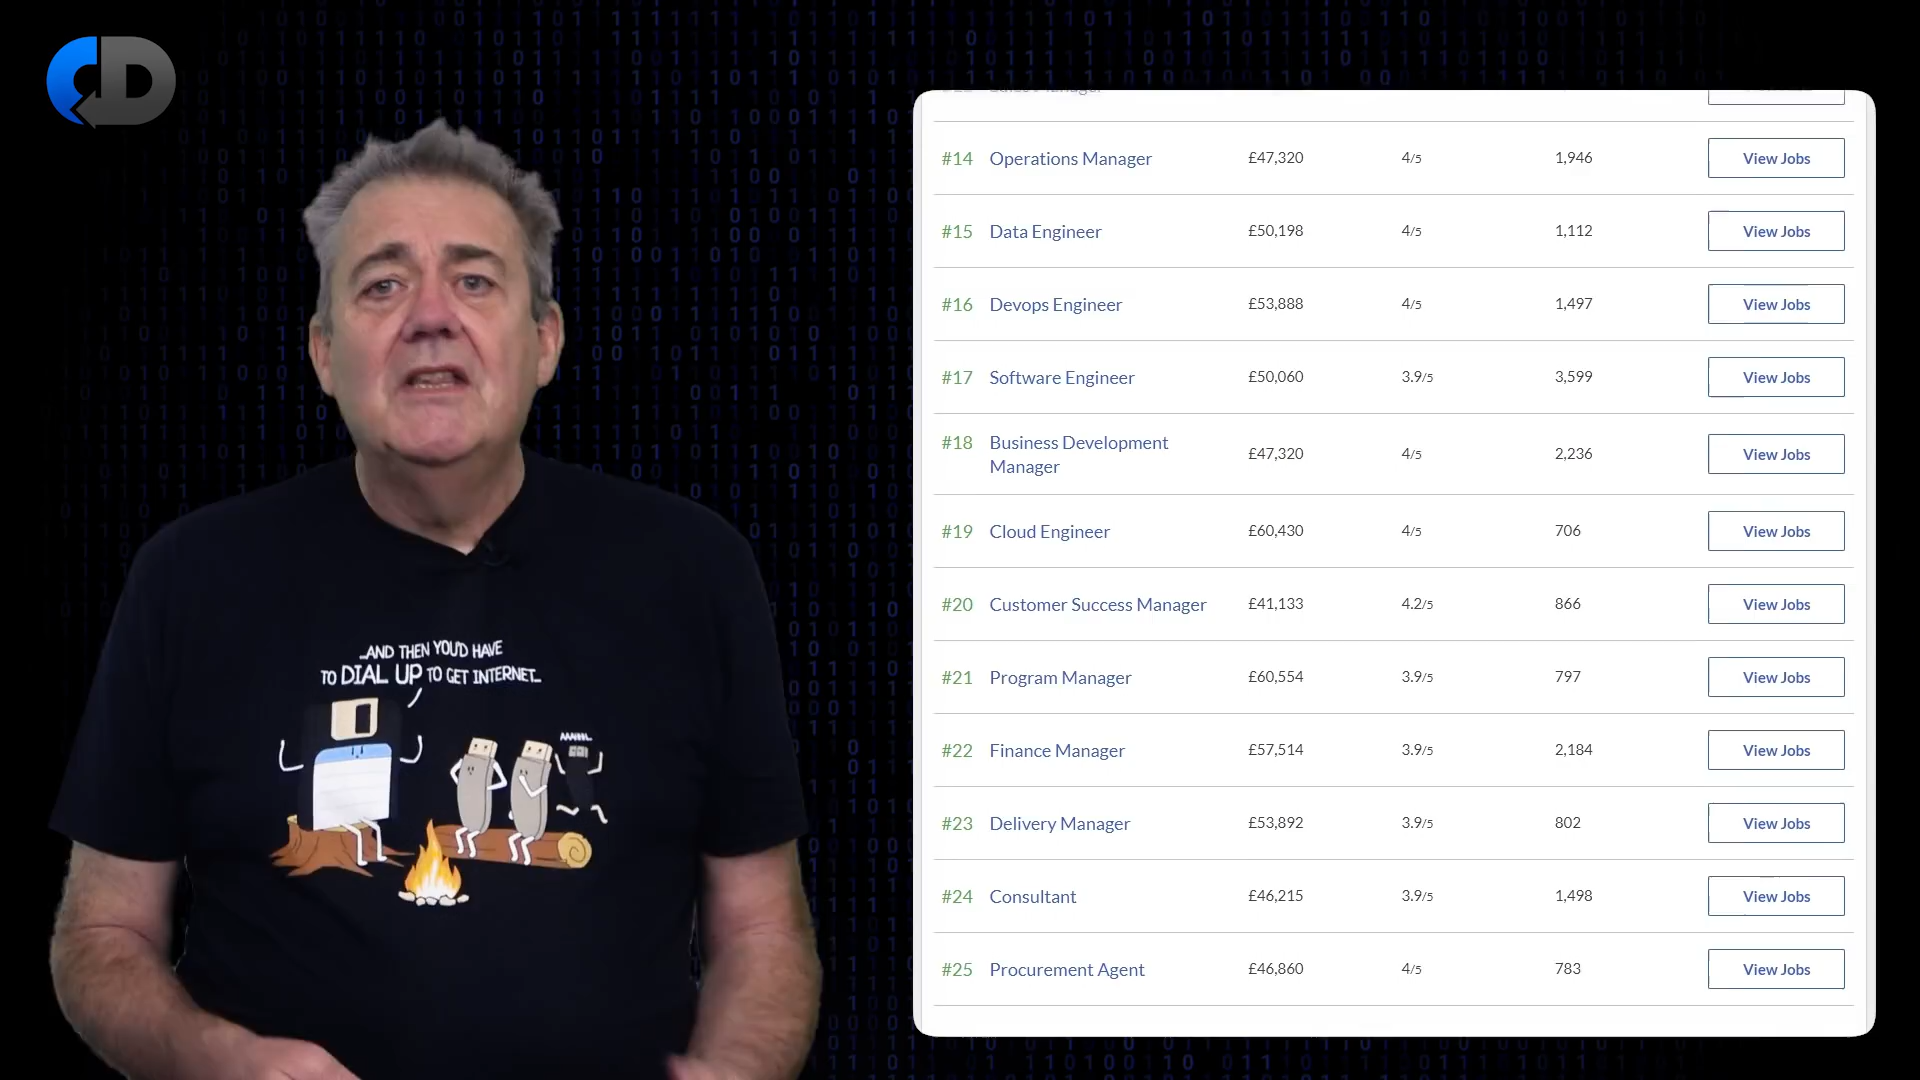 CD
...AND THEN YOU'D HAVE
TO DIAL UP TO GET INTERNET...
#14 Operations Manager £47,320 4/5 1,946 View Jobs
#15 Data Engineer £50,198 4/5 1,112 View Jobs
#16 Devops Engineer £53,888 4/5 1,497 View Jobs
#17 Software Engineer £50,060 3.9/5 3,599 View Jobs
#18 Business Development
Manager £47,320 4/5 2,236 View Jobs
#19 Cloud Engineer £60,430 4/5 706 View Jobs
#20 Customer Success Manager £41,133 4.2/5 866 View Jobs
#21 Program Manager £60,554 3.9/5 797 View Jobs
#22 Finance Manager £57,514 3.9/5 2,184 View Jobs
#23 Delivery Manager £53,892 3.9/5 802 View Jobs
#24 Consultant £46,215 3.9/5 1,498 View Jobs
#25 Procurement Agent £46,860 4/5 783 View Jobs